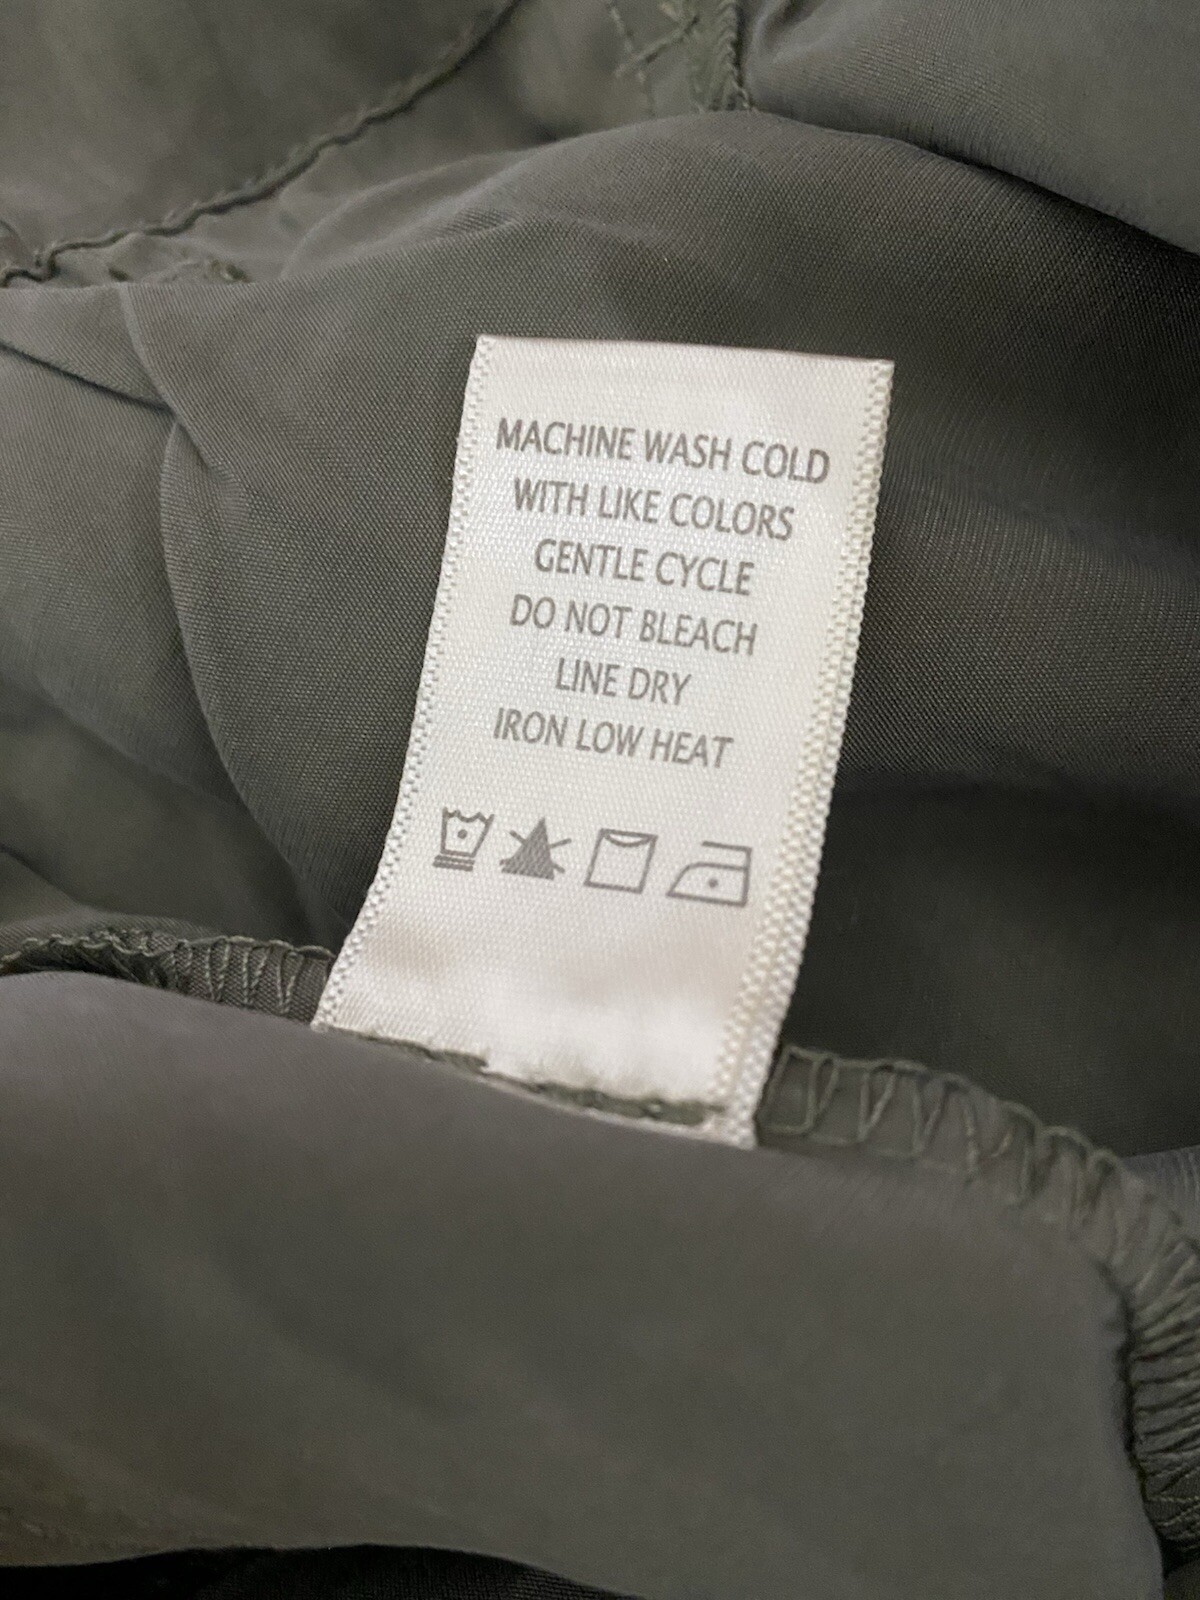 MACHINE WASH COLD
WITH LIKE COLORS
GENTLE CYCLE
DO NOT BLEACH
LINE DRY
IRON LOW HEAT